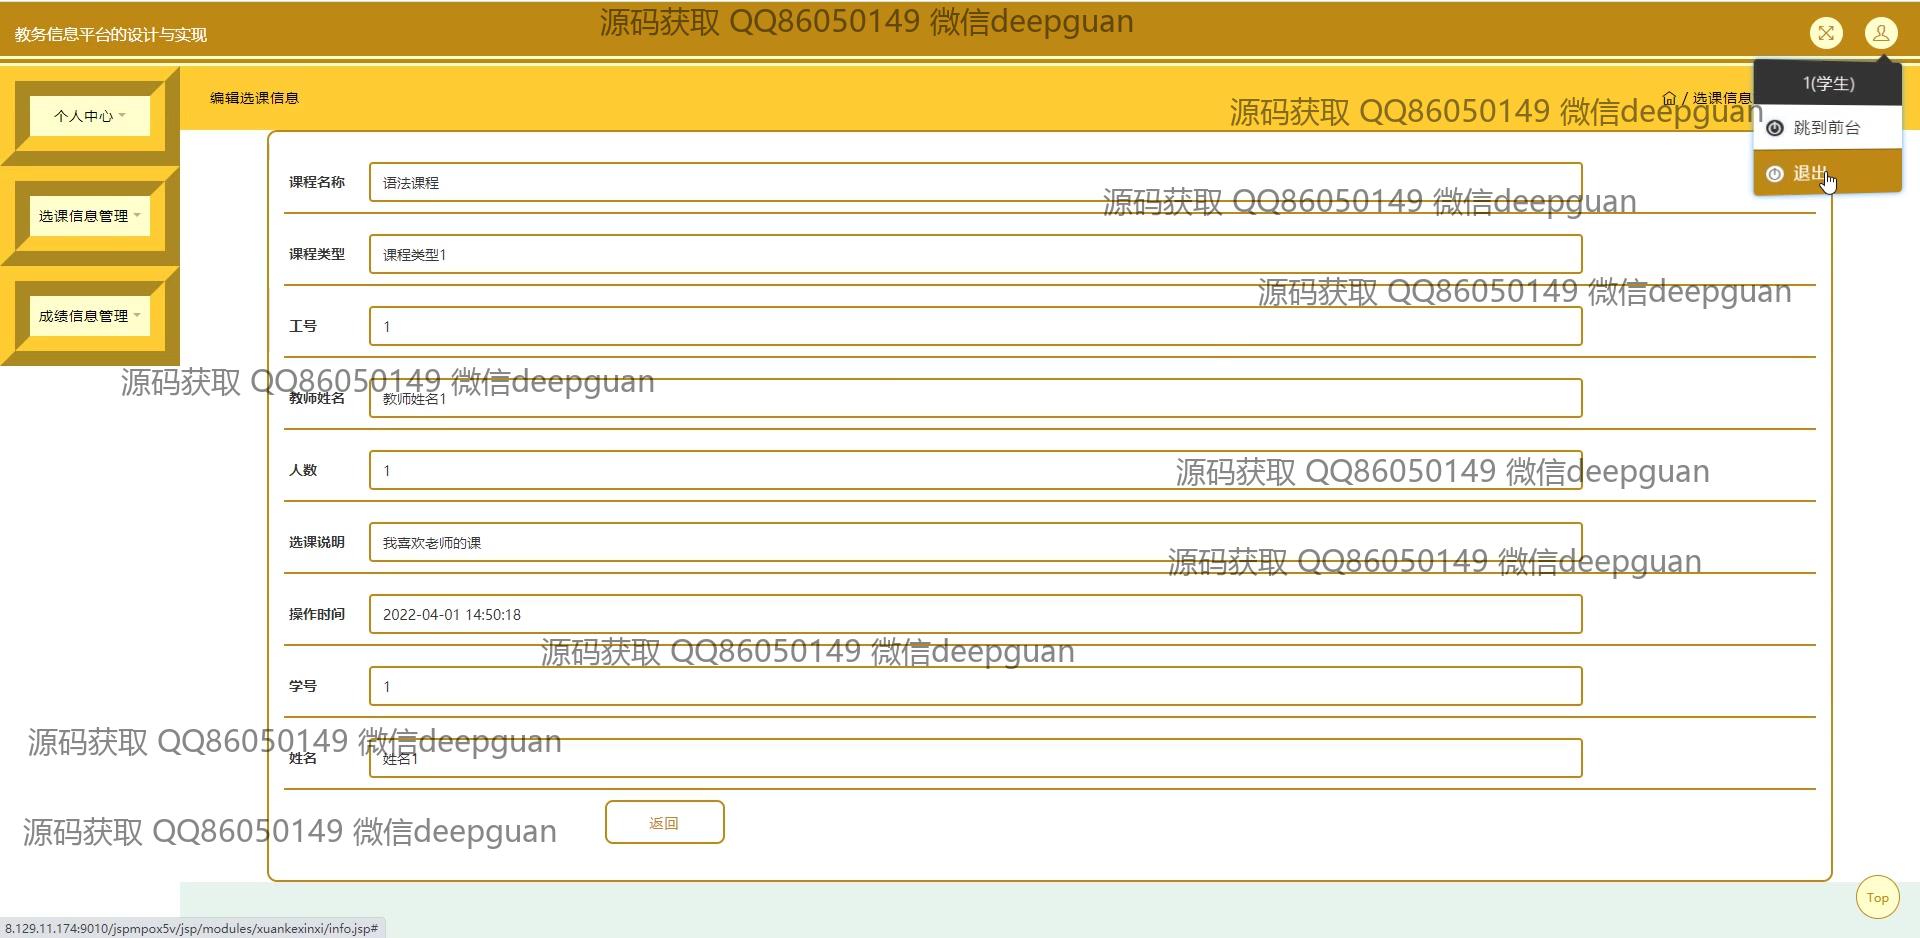 源码获取 QQ86050149 微信deepguan
教务信息平台的设计与实现
1(学生)
跳到前台
退出
个人中心
选课信息管理
成绩信息管理
编辑选课信息
/ 选课信息
源码获取 QQ86050149 微信deepguan
课程名称 语法课程
源码获取 QQ86050149 微信deepguan
课程类型 课程类型1
源码获取 QQ86050149 微信deepguan
工号 1
源码获取 QQ86050149 微信deepguan
教师姓名 教师姓名1
人数 1
源码获取 QQ86050149 微信deepguan
选课说明 我喜欢老师的课
源码获取 QQ86050149 微信deepguan
操作时间 2022-04-01 14:50:18
源码获取 QQ86050149 微信deepguan
学号 1
源码获取 QQ86050149 微信deepguan
姓名 姓名1
返回
源码获取 QQ86050149 微信deepguan
Top
8.129.11.174:9010/jspmpox5v/jsp/modules/xuankexinxi/info.jsp#